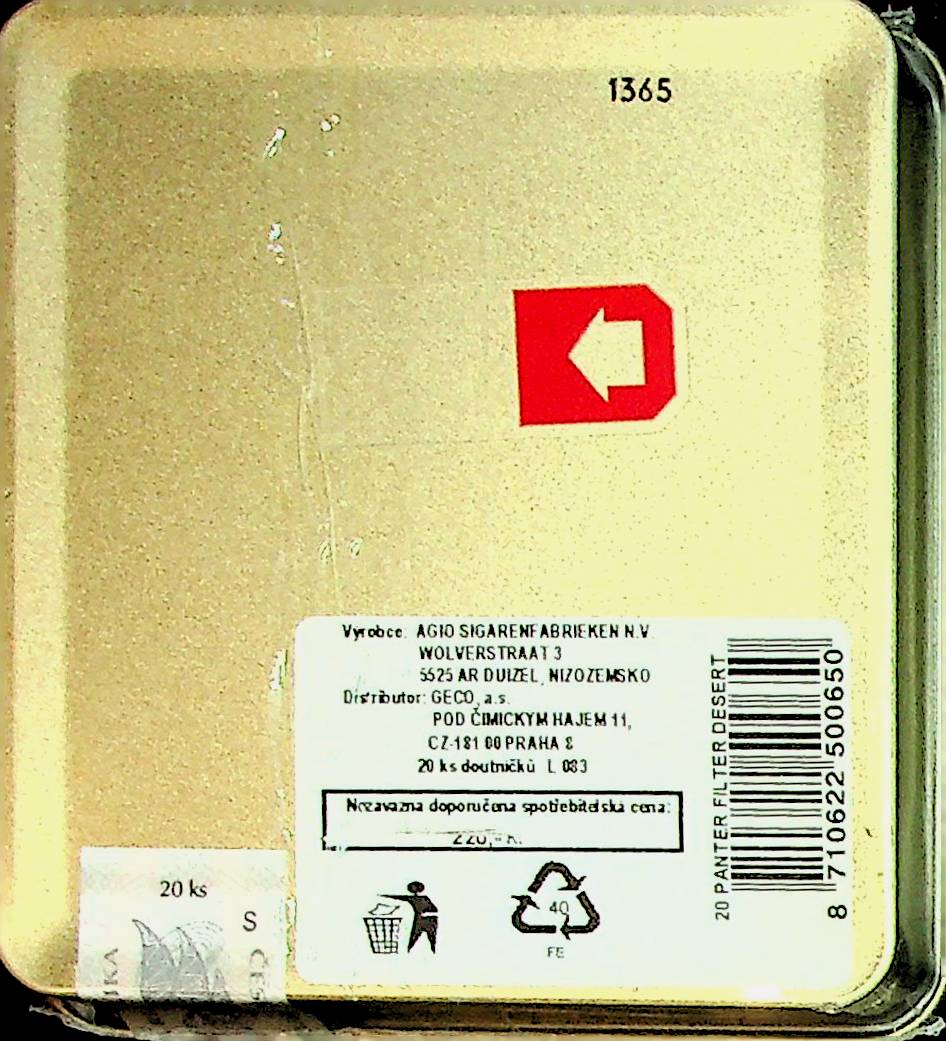 1365
Výrobce: AGIO SIGARENFABRIEKEN N.V.
WOLVERSTRAAT 3
5525 AR DUIZEL, NIZOZEMSKO
Distributor: GECO, a.s.
POD ČIMICKYM HAJEM 11,
CZ-181 00 PRAHA 8
20 ks doutníčků L 083
Nezavazna doporučena spotřebitelská cena:
220,- K
40
FE
20 PANTER FILTER DESERT
8 710622 500650
20 ks
S